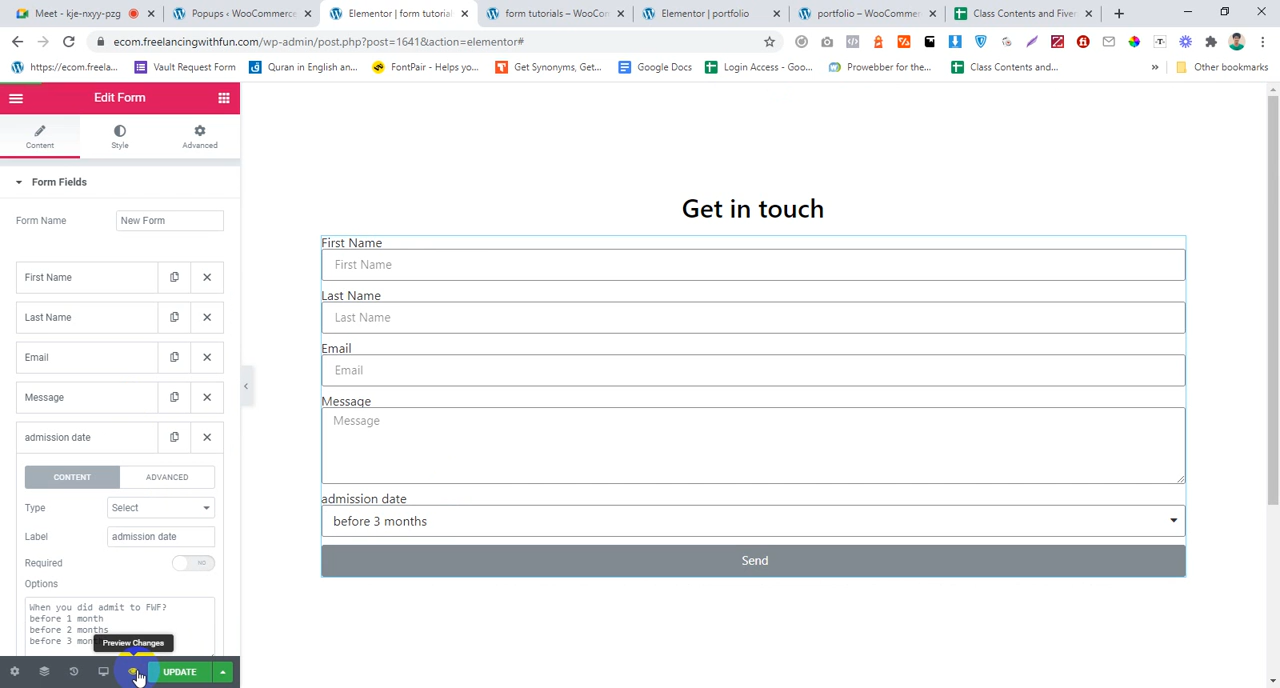 Meet - kje-nxyy-pzg
Popups ‹ WooCommerce
Elementor | form tutorial
form tutorials – WooCon
Elementor | portfolio
portfolio – WooCommer
Class Contents and Fiver
ecom.freelancingwithfun.com/wp-admin/post.php?post=1641&action=elementor#
https://ecom.freela...
Vault Request Form
Quran in English an...
FontPair - Helps yo...
GO Synonyms, Get...
Google Docs
Login Access - Goo...
Prowebber for the...
Class Contents and...
Other bookmarks
Edit Form
Content
Style
Advanced
Form Fields
Form Name
New Form
First Name
Last Name
Email
Message
admission date
CONTENT
ADVANCED
Type
Select
Label
admission date
Required
NO
Options
When you did admit to FWF?
before 1 month
before 2 months
before 3
Preview Changes
UPDATE
Get in touch
First Name
First Name
Last Name
Last Name
Email
Email
Message
Message
admission date
before 3 months
Send